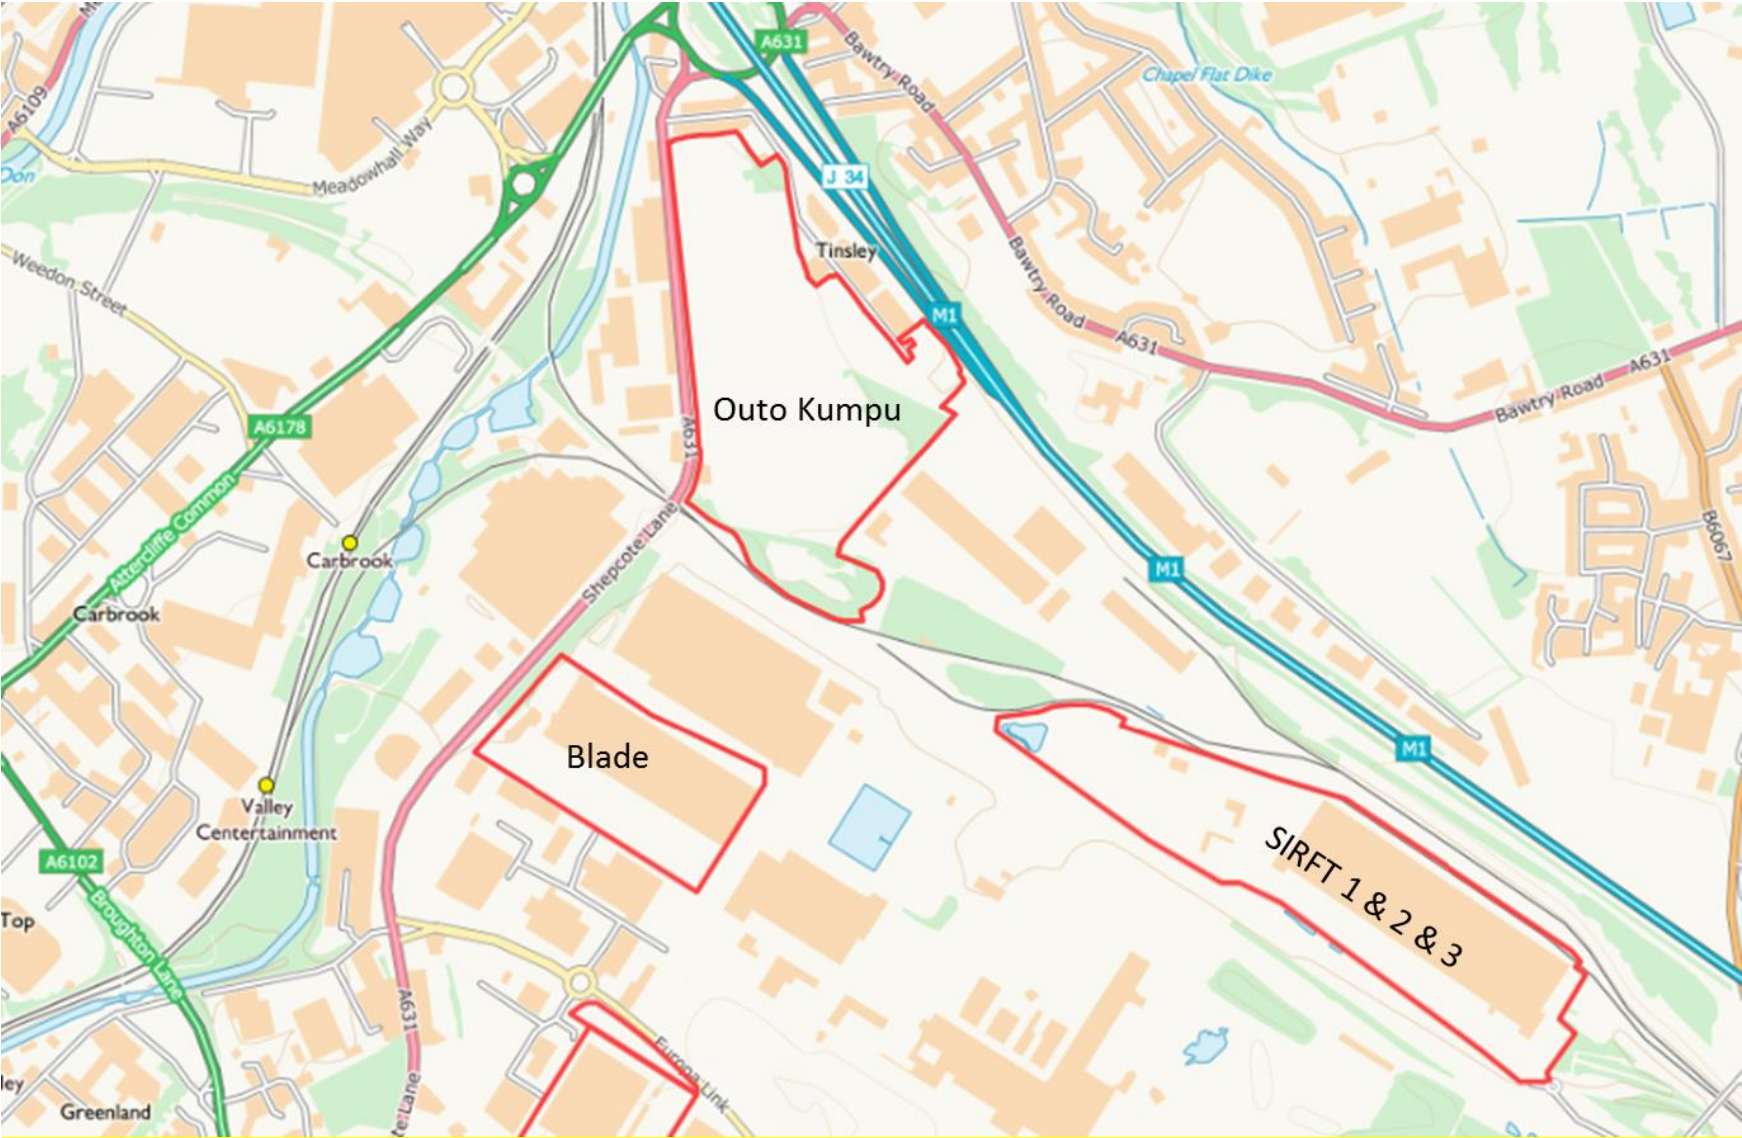 A631
Bawtry Road
Chapel Flat Dike
A6109
Meadowhall Way
Don
J 34
Tinsley
Weedon Street
Bawtry Road
M1
A631
A631
Bawtry Road
Outo Kumpu
A631
A6178
Attercliffe Common
Shepcote Lane
B6067
Carbrook
M1
Carbrook
Blade
M1
Valley
Centertainment
SIRFT 1 & 2 & 3
A6102
Broughton Lane
Top
A631
Europa Link
ley
Greenland
te Lane